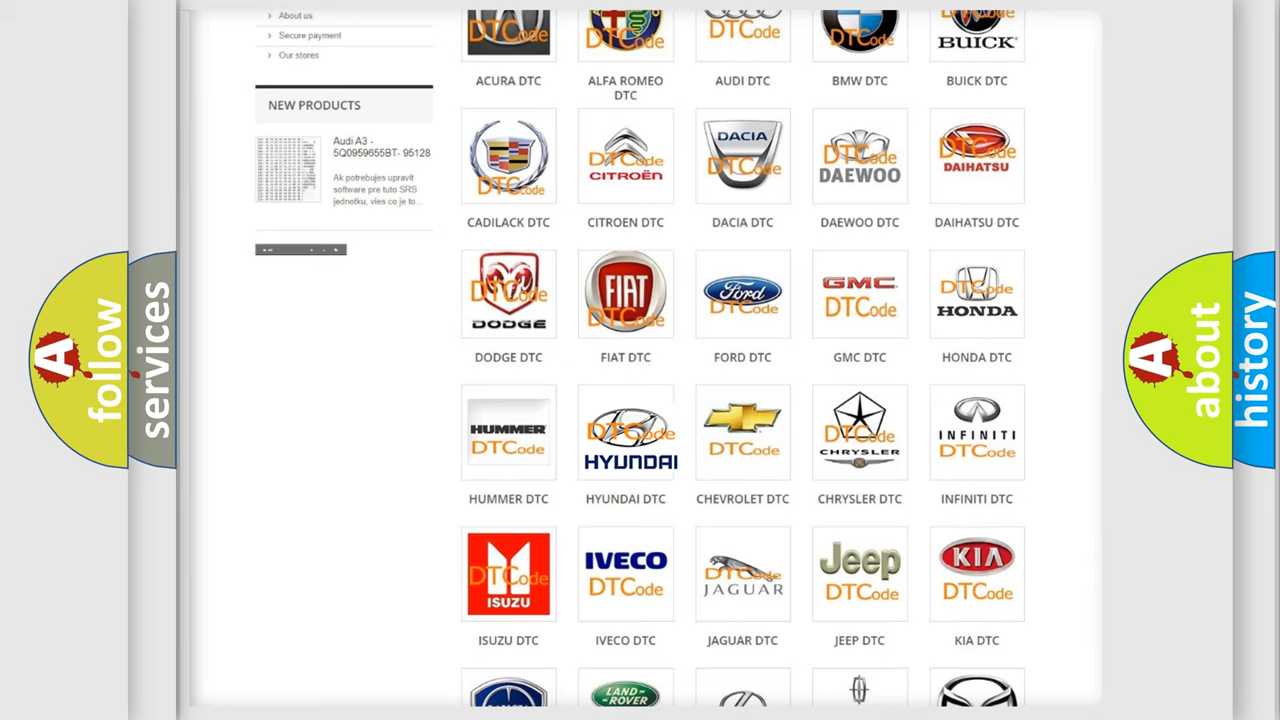 About us
Secure payment
Our stores
NEW PRODUCTS
Audi A3 -
5Q0959655BT- 95128
Ak potrebujes upravit
software pre tuto SRS
jednotku, vies co je to...
DTCode DTCode DTCode DTCode BUICK
ACURA DTC
ALFA ROMEO
DTC
AUDI DTC
BMW DTC
BUICK DTC
DTCode
DTCode
CITROËN
DACIA
DTCode
DTCode
DAEWOO
DTCode
DAIHATSU
CADILACK DTC
CITROEN DTC
DACIA DTC
DAEWOO DTC
DAIHATSU DTC
DTCode
DODGE
FIAT
DTCode
Ford
DTCode
GMC
DTCode
DTCode
HONDA
DODGE DTC
FIAT DTC
FORD DTC
GMC DTC
HONDA DTC
HUMMER
DTCode
DTCode
HYUNDAI
DTCode
DTCode
CHRYSLER
INFINITI
DTCode
HUMMER DTC
HYUNDAI DTC
CHEVROLET DTC
CHRYSLER DTC
INFINITI DTC
DTCode
ISUZU
IVECO
DTCode
DTCode
JAGUAR
Jeep
DTCode
KIA
DTCode
ISUZU DTC
IVECO DTC
JAGUAR DTC
JEEP DTC
KIA DTC
LAND-
ROVER
A
follow
services
A
about
history